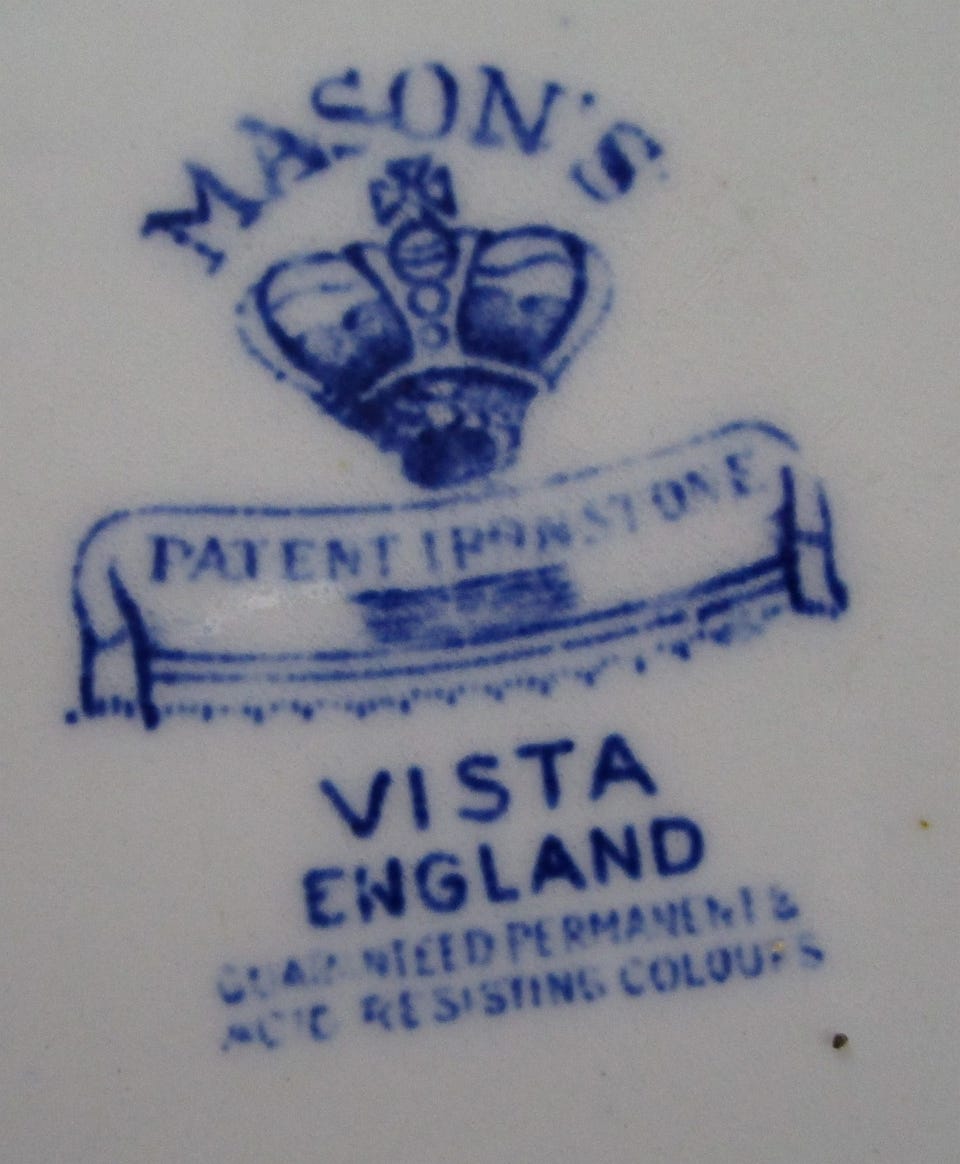 MASON'S
PATENT IRONSTONE
VISTA
ENGLAND
GUARANTEED PERMANENT &
ACID RESISTING COLOURS